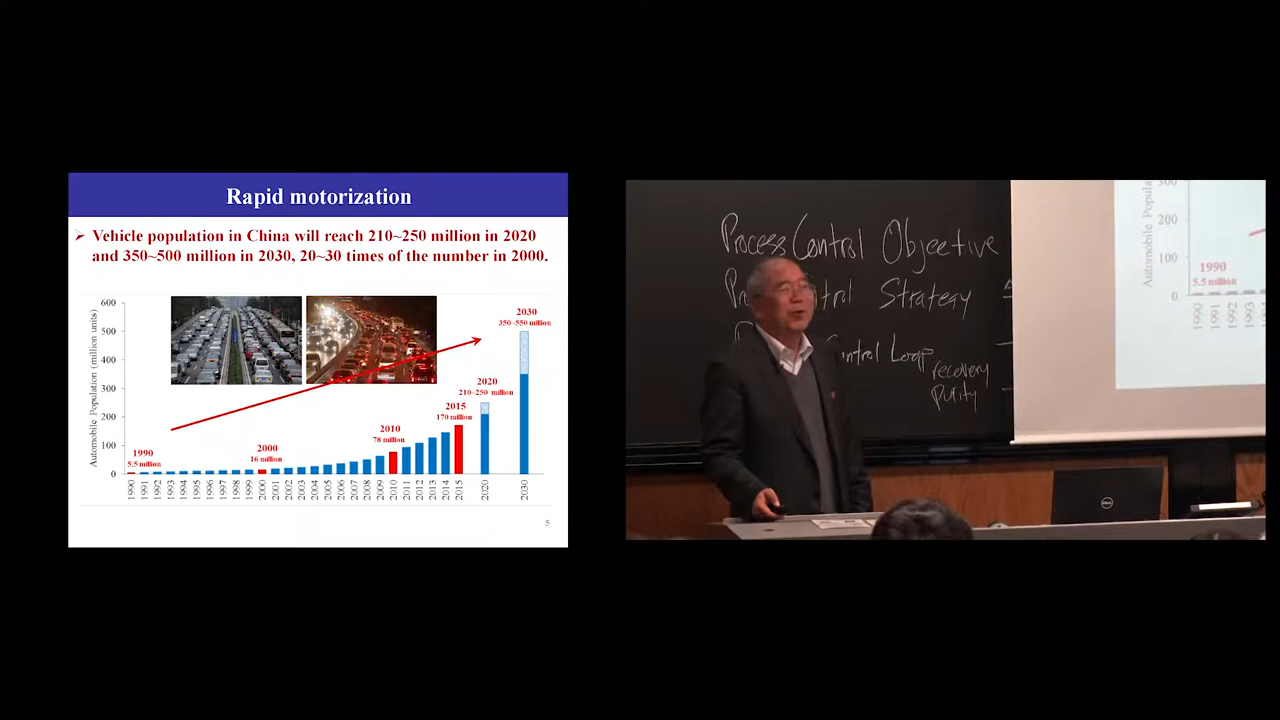 Rapid motorization
Vehicle population in China will reach 210~250 million in 2020
and 350~500 million in 2030, 20~30 times of the number in 2000.
Automobile Population (million units)
600
500
400
300
200
100
0
1990
5.5 million
2000
16 million
2010
78 million
2015
170 million
2020
210-250 million
2030
350-550 million
1990 1991 1992 1993 1994 1995 1996 1997 1998 1999 2000 2001 2002 2003 2004 2005 2006 2007 2008 2009 2010 2011 2012 2013 2014 2015 2020 2030
5
Process Control Objective
Strategy
Control Loop
recovery
Purity
300
200
100
0
1990
5.5 million
1990 1991 1992 1993
DELL